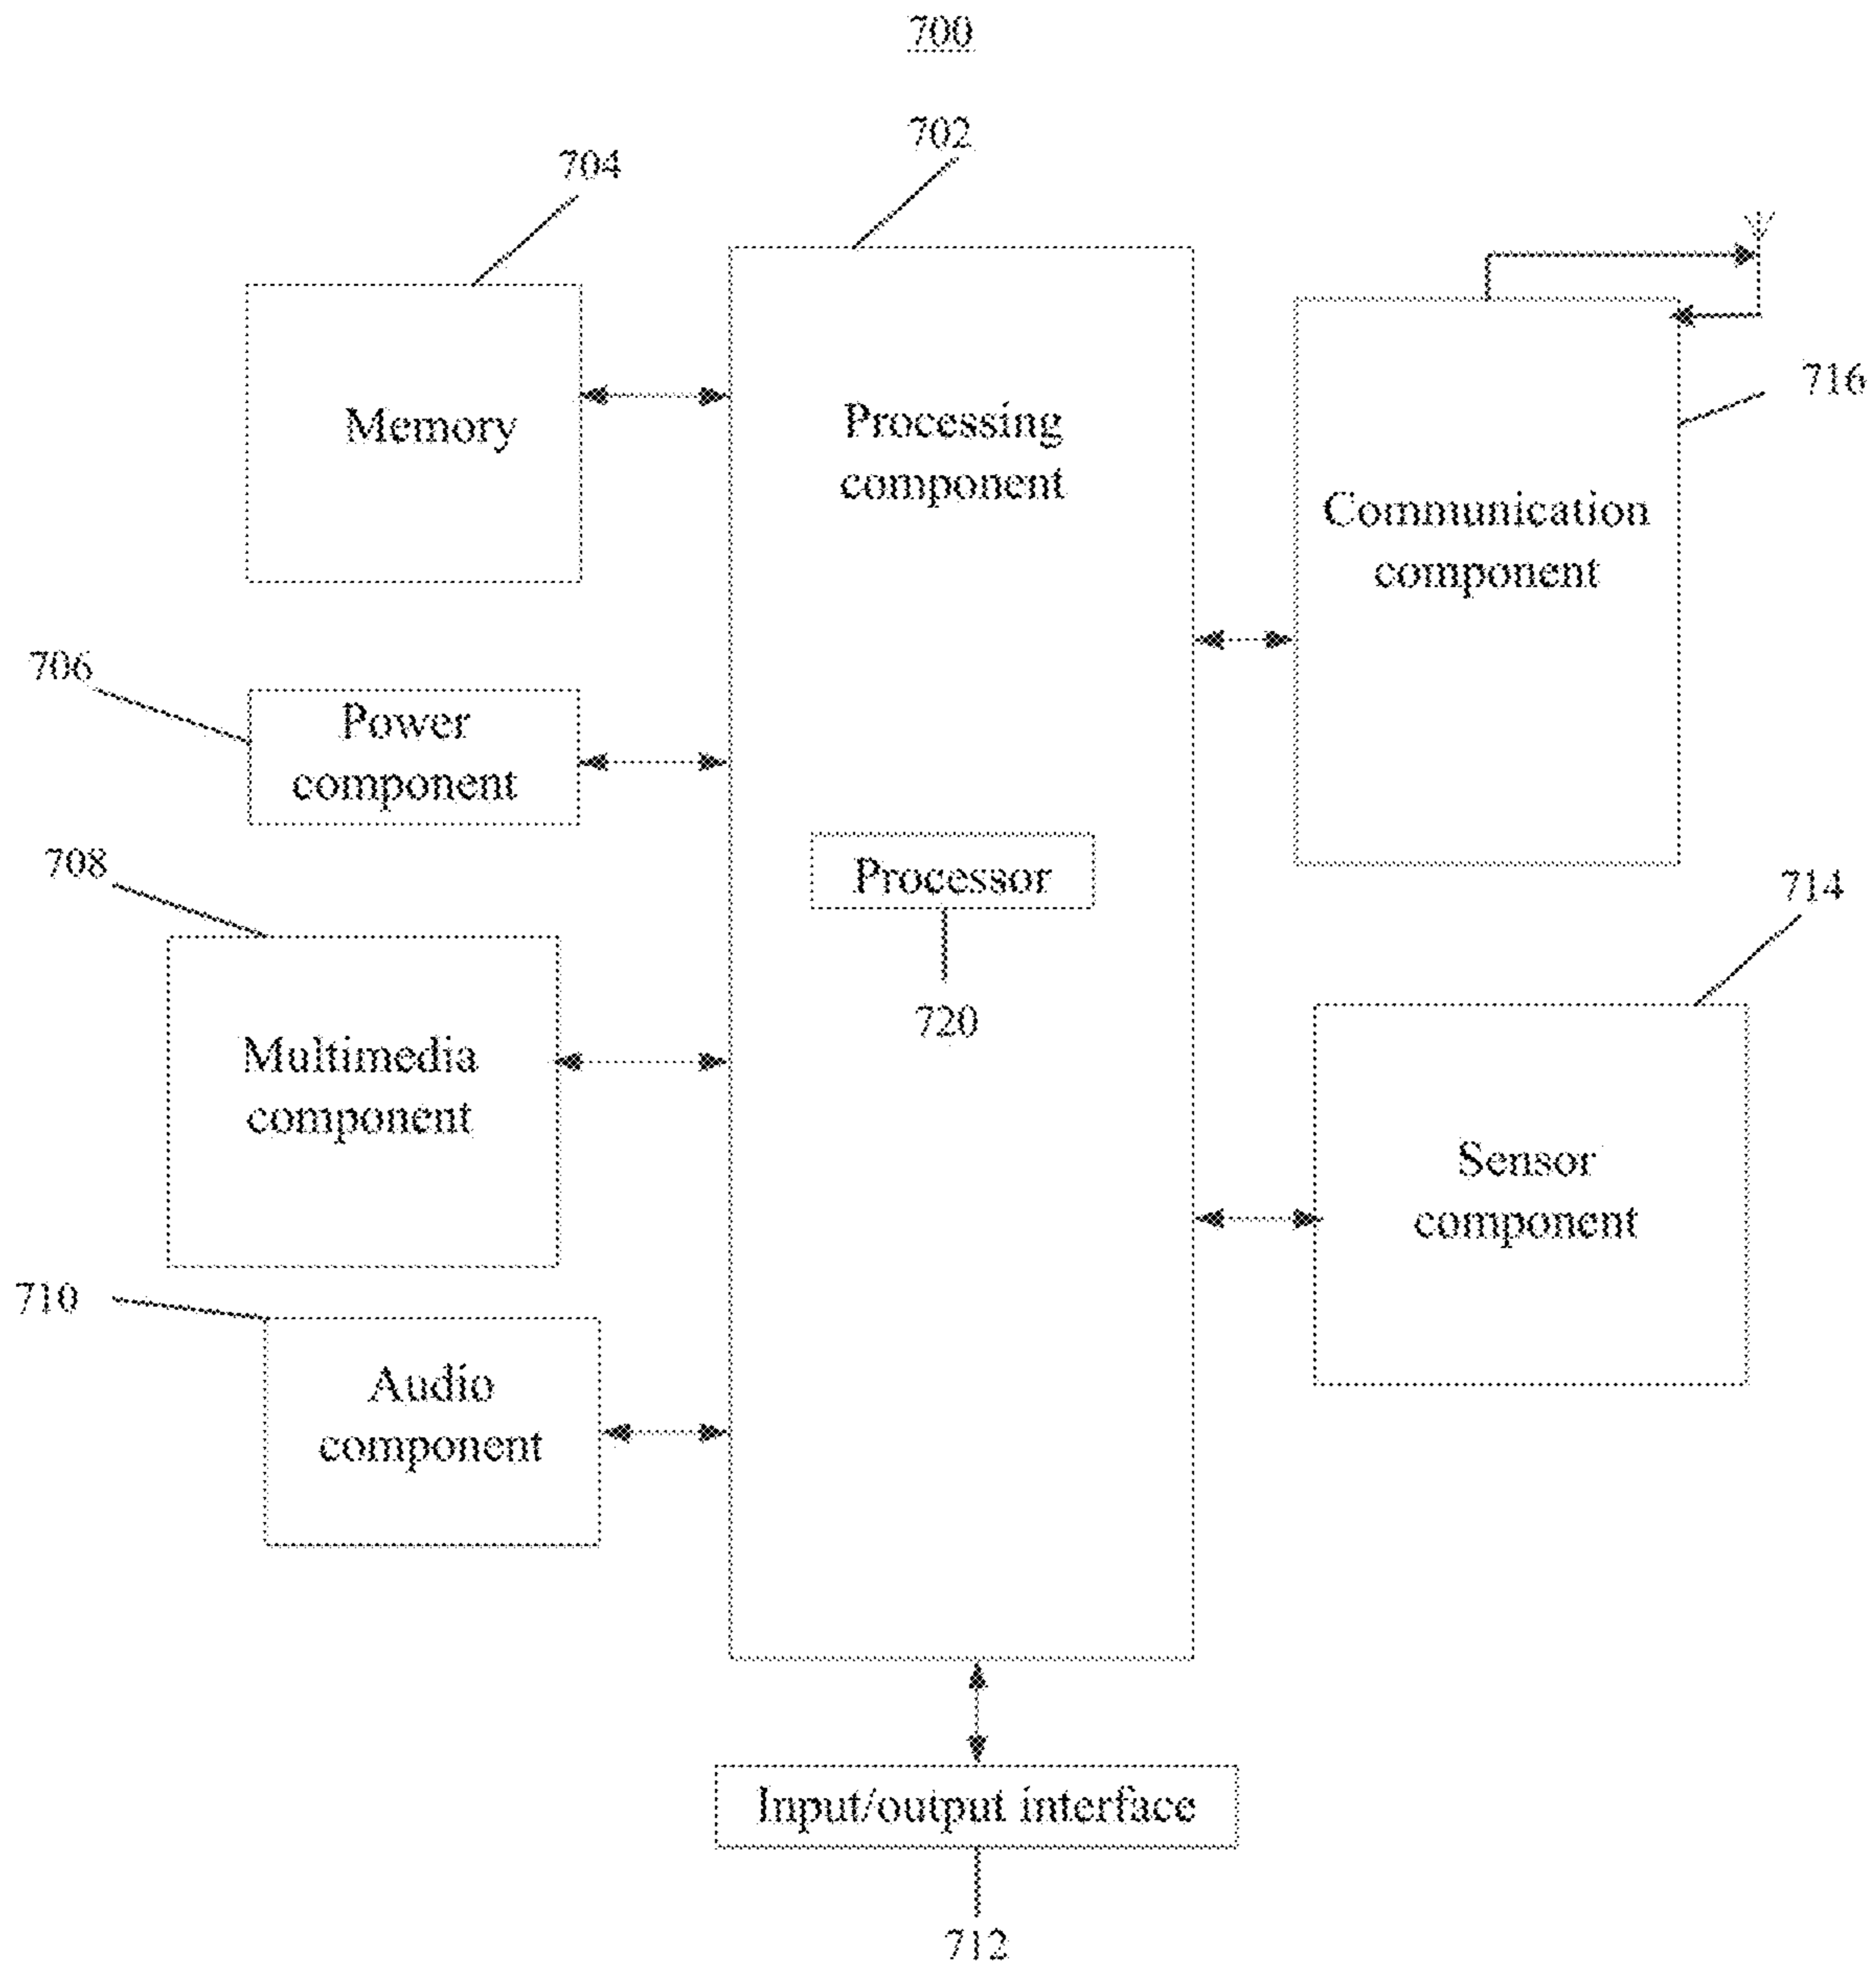 700
702
704
716
Memory
Processing
component
Communication
component
706
Power
component
708
Processor
714
720
Multimedia
component
Sensor
component
710
Audio
component
Input/output interface
712